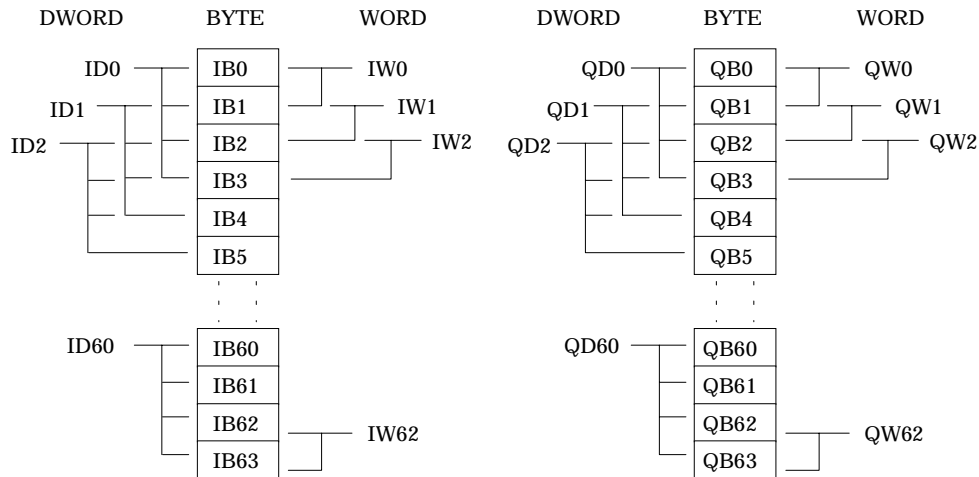 DWORD BYTE WORD DWORD BYTE WORD
ID0 IB0 IW0 QD0 QB0 QW0
ID1 IB1 IW1 QD1 QB1 QW1
ID2 IB2 IW2 QD2 QB2 QW2
IB3 QB3
IB4 QB4
IB5 QB5
ID60 IB60 QD60 QB60
IB61 QB61
IB62 IW62 QB62 QW62
IB63 QB63